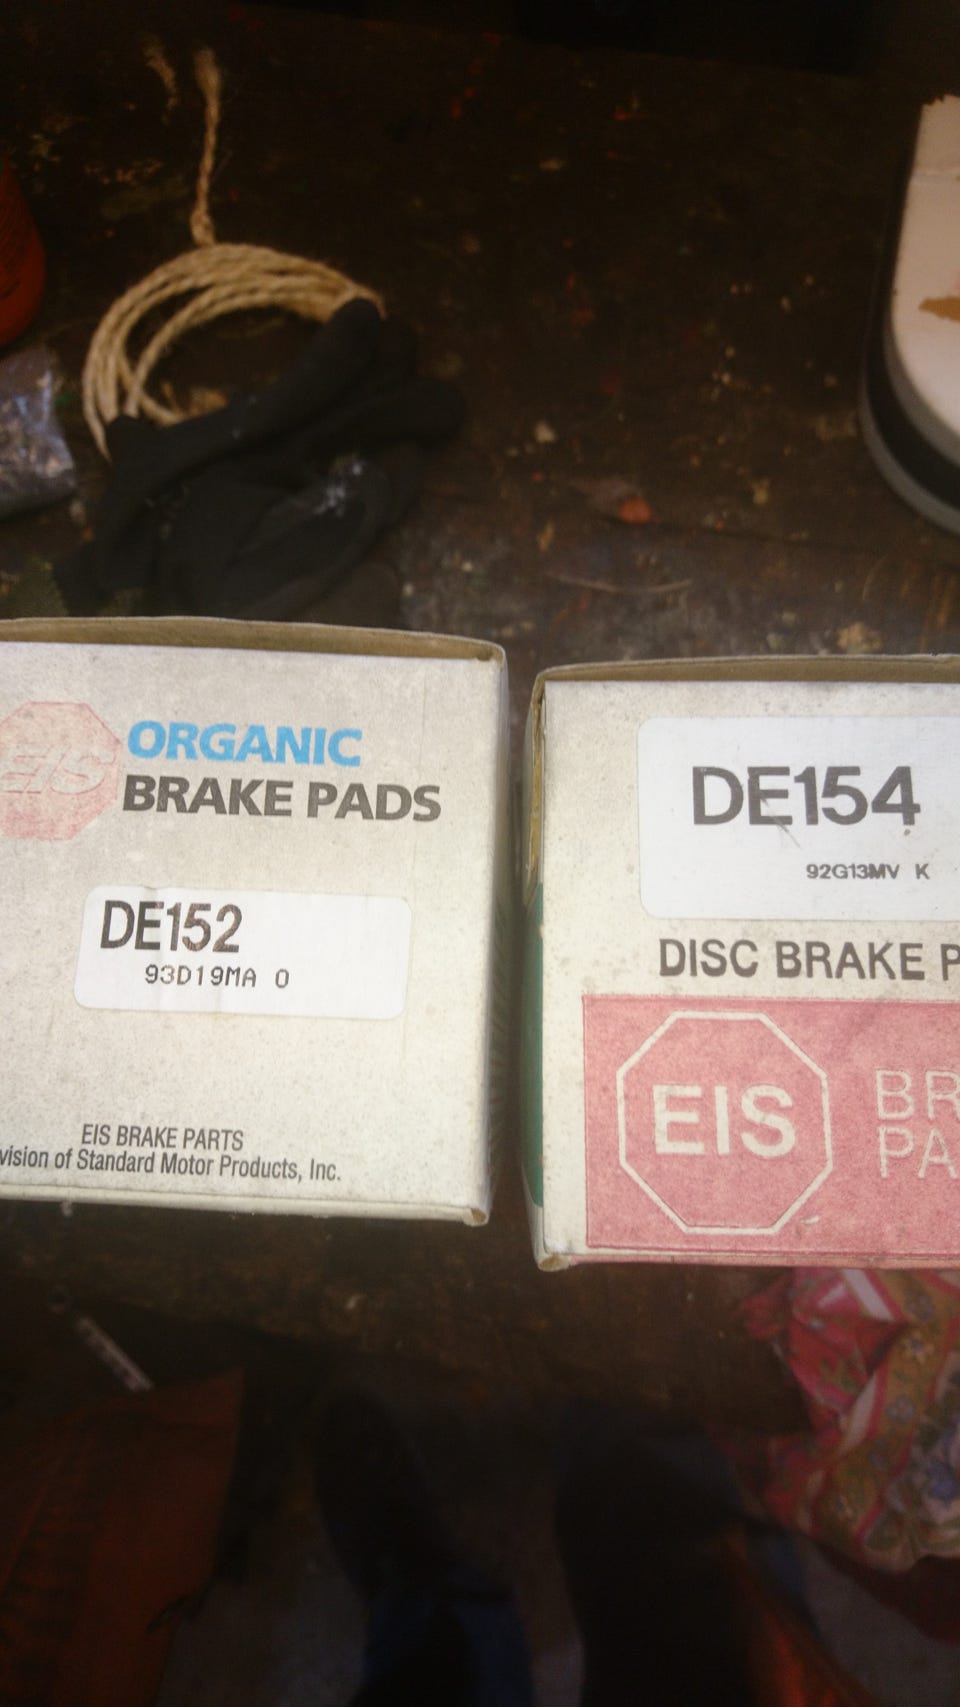 EIS
ORGANIC
BRAKE PADS
DE152
93D19MA 0
EIS BRAKE PARTS
vision of Standard Motor Products, Inc.
DE154
92G13MV K
DISC BRAKE P
EIS
BR
PA